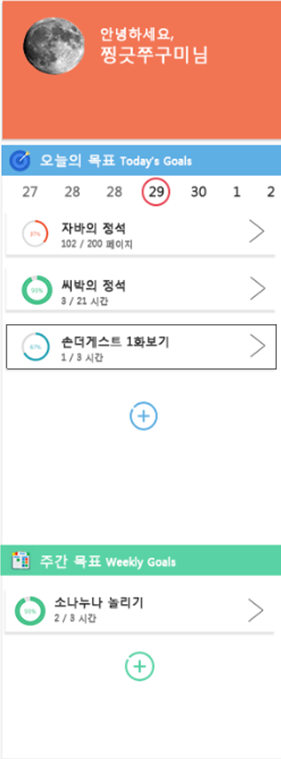 안녕하세요,
찡긋쭈구미님
오늘의 목표 Today's Goals
27 28 28 29 30 1 2
37%
자바의 정석
102 / 200 페이지
93%
씨박의 정석
3 / 21 시간
67%
손더게스트 1화보기
1 / 3 시간
주간 목표 Weekly Goals
93%
소나누나 놀리기
2 / 3 시간